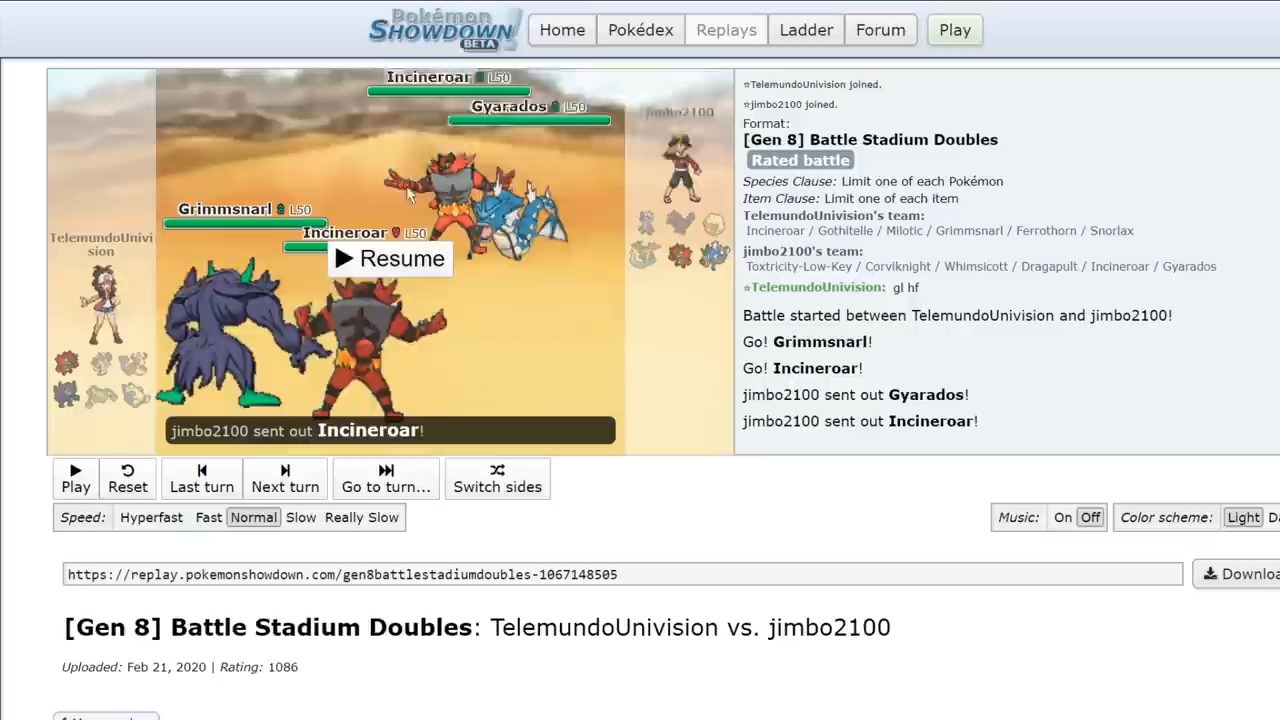 Pokémon
SHOWDOWN!
BETA
Home
Pokédex
Replays
Ladder
Forum
Play
Incineroar L50
Gyarados L50
jimbo2100
Grimmsnarl L50
Incineroar L50
Resume
TelemundoUnivi
sion
jimbo2100 sent out Incineroar!
☆TelemundoUnivision joined.
☆jimbo2100 joined.
Format:
[Gen 8] Battle Stadium Doubles
Rated battle
Species Clause: Limit one of each Pokémon
Item Clause: Limit one of each item
TelemundoUnivision's team:
Incineroar / Gothitelle / Milotic / Grimmsnarl / Ferrothorn / Snorlax
jimbo2100's team:
Toxtricity-Low-Key / Corviknight / Whimsicott / Dragapult / Incineroar / Gyarados
☆TelemundoUnivision: gl hf
Battle started between TelemundoUnivision and jimbo2100!
Go! Grimmsnarl!
Go! Incineroar!
jimbo2100 sent out Gyarados!
jimbo2100 sent out Incineroar!
Play
Reset
Last turn
Next turn
Go to turn...
Switch sides
Speed: Hyperfast Fast Normal Slow Really Slow
Music: On Off
Color scheme: Light Da
https://replay.pokemonshowdown.com/gen8battlestadiumdoubles-1067148505
Downloa
[Gen 8] Battle Stadium Doubles: TelemundoUnivision vs. jimbo2100
Uploaded: Feb 21, 2020 | Rating: 1086